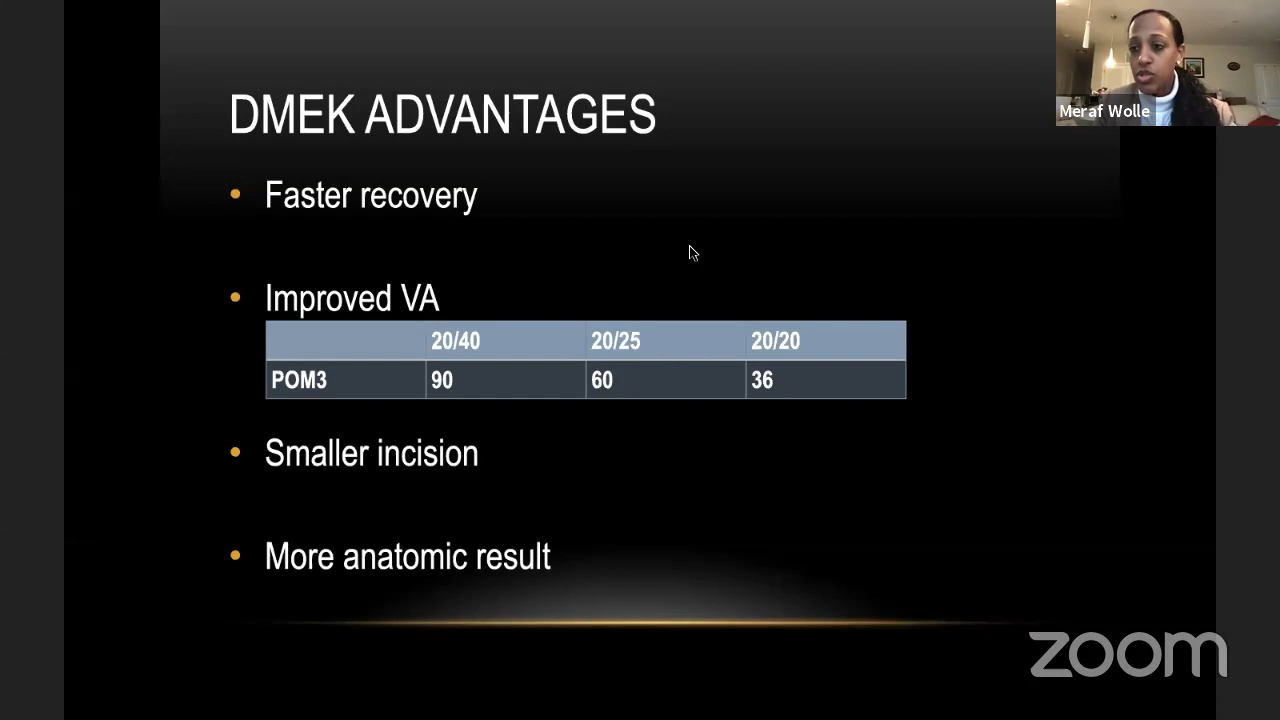 DMEK ADVANTAGES
Meraf Wolle
• Faster recovery
• Improved VA
20/40 20/25 20/20
POM3 90 60 36
• Smaller incision
• More anatomic result
zoom